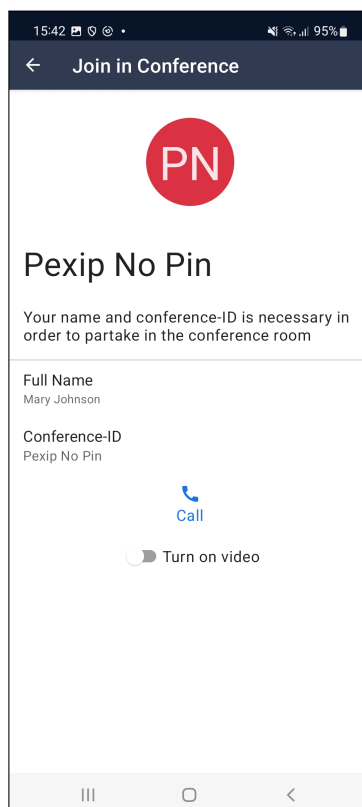 15:42 95%
Join in Conference
PN
Pexip No Pin
Your name and conference-ID is necessary in
order to partake in the conference room
Full Name
Mary Johnson
Conference-ID
Pexip No Pin
Call
Turn on video